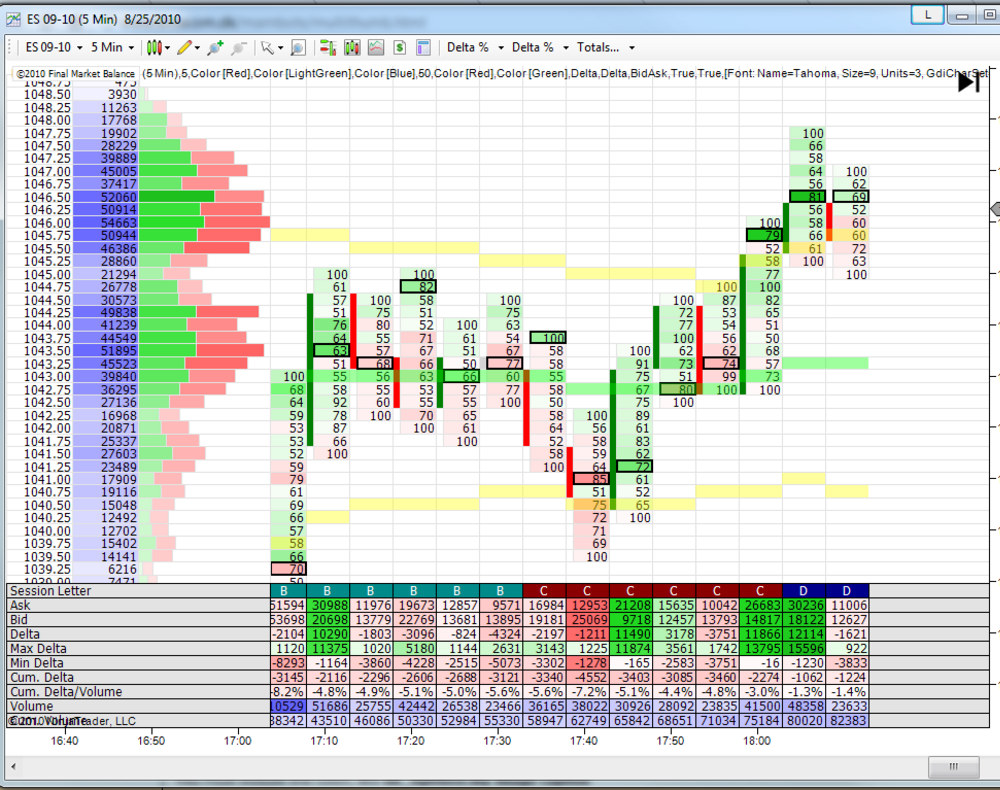 ES 09-10 (5 Min) 8/25/2010
L
ES 09-10 5 Min $ Delta % Delta % Totals...
©2010 Final Market Balance (5 Min),5,Color [Red],Color [LightGreen],Color [Blue],50,Color [Red],Color [Green],Delta,Delta,BidAsk,True,True,[Font: Name=Tahoma, Size=9, Units=3, GdiCharSet
1048.50 3930
1048.25 11263
1048.00 17768
1047.75 19902 100
1047.50 28229 66
1047.25 39889 58
1047.00 45005 64 100
1046.75 37417 56 62
1046.50 52060 81 69
1046.25 50914 56 52
1046.00 54663 100 58 60
1045.75 50944 79 66 60
1045.50 46386 52 61 72
1045.25 28860 58 100 63
1045.00 21294 100 100 77 100
1044.75 26778 61 82 100 100
1044.50 30573 57 100 58 100 100 87 82
1044.25 49838 51 75 51 75 72 53 65
1044.00 41239 76 80 52 100 63 77 54 51
1043.75 44549 64 55 71 61 54 100 100 56 50
1043.50 51895 63 57 67 51 67 58 100 62 62 68
1043.25 45523 51 68 66 50 77 58 91 73 74 57
1043.00 39840 100 55 56 63 66 60 55 75 51 99 73
1042.75 36295 68 58 55 53 57 77 58 67 80 100 100
1042.50 27136 64 92 60 55 77 100 50 75 100
1042.25 16968 59 78 100 70 65 58 100 89
1042.00 20871 53 87 100 51 64 56 61
1041.75 25337 53 66 100 52 58 83
1041.50 27603 52 100 58 59 62
1041.25 23489 59 100 64 72
1041.00 17909 79 85 61
1040.75 19116 61 51 52
1040.50 15048 69 75 65
1040.25 12492 66 72 100
1040.00 12702 57 71
1039.75 15402 58 69
1039.50 14141 66 100
1039.25 6216 70
Session Letter B B B B B B C C C C C C D D
Ask 51594 30988 11976 19673 12857 9571 16984 12953 21208 15635 10042 26683 30236 11006
Bid 53698 20698 13779 22769 13681 13895 19181 25069 9718 12457 13793 14817 18122 12627
Delta -2104 10290 -1803 -3096 -824 -4324 -2197 -1211 11490 3178 -3751 11866 12114 -1621
Max Delta 1120 11375 1020 5180 1144 2631 3143 1225 11874 3561 1742 13795 15596 922
Min Delta -8293 -1164 -3860 -4228 -2515 -5073 -3302 -1278 -165 -2583 -3751 -16 -1230 -3833
Cum. Delta -3145 -2116 -2296 -2606 -2688 -3121 -3340 -4552 -3403 -3085 -3460 -2274 -1062 -1224
Cum. Delta/Volume -8.2% -4.8% -4.9% -5.1% -5.0% -5.6% -5.6% -7.2% -5.1% -4.4% -4.8% -3.0% -1.3% -1.4%
Volume 10529 51686 25755 42442 26538 23466 36165 38022 30926 28092 23835 41500 48358 23633
38342 43510 46086 50330 52984 55330 58947 62749 65842 68651 71034 75184 80020 82383
16:40 16:50 17:00 17:10 17:20 17:30 17:40 17:50 18:00